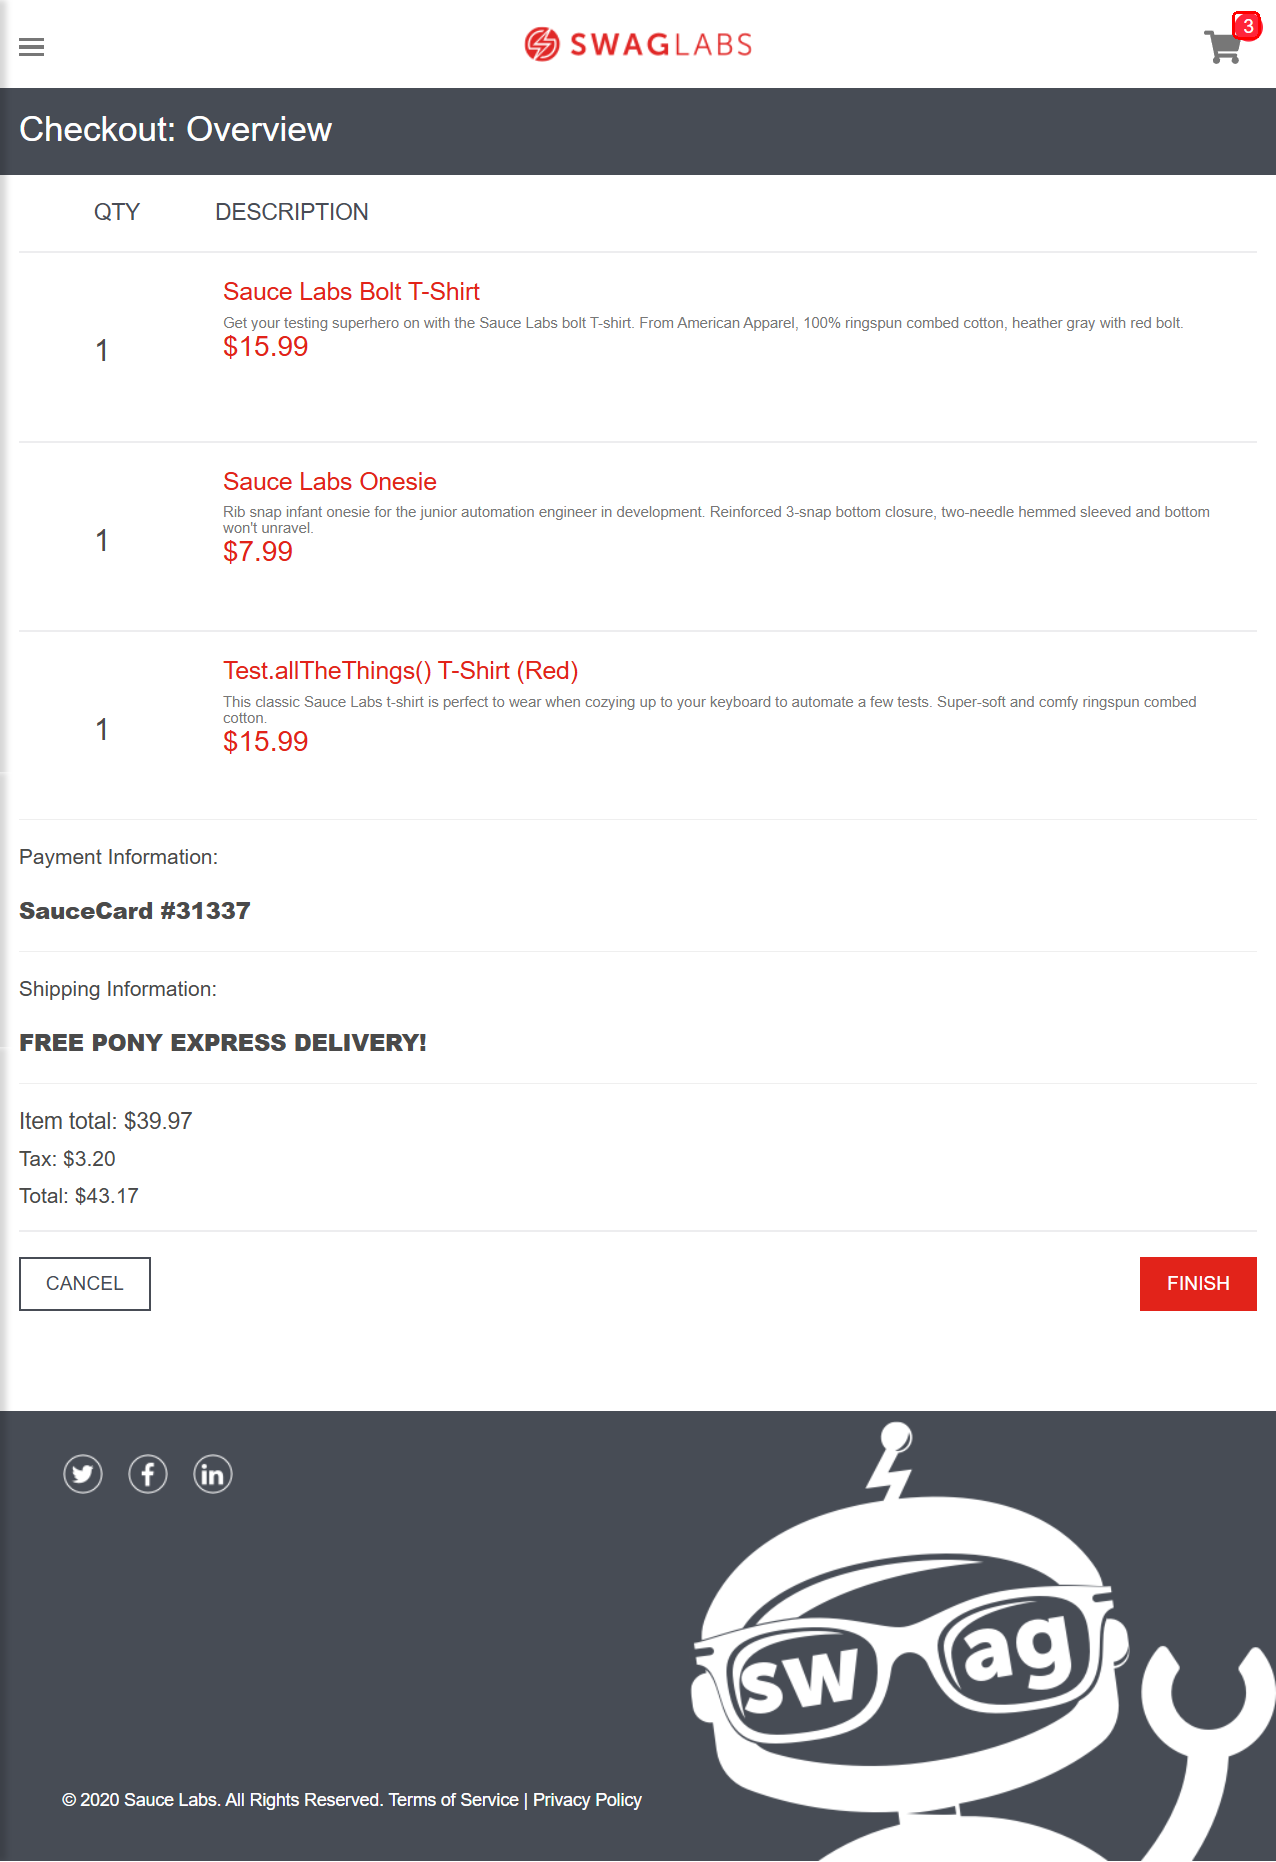 SWAGLABS
3
Checkout: Overview
QTY DESCRIPTION
Sauce Labs Bolt T-Shirt
Get your testing superhero on with the Sauce Labs bolt T-shirt. From American Apparel, 100% ringspun combed cotton, heather gray with red bolt.
1
$15.99
Sauce Labs Onesie
Rib snap infant onesie for the junior automation engineer in development. Reinforced 3-snap bottom closure, two-needle hemmed sleeved and bottom
won't unravel.
1
$7.99
Test.allTheThings() T-Shirt (Red)
This classic Sauce Labs t-shirt is perfect to wear when cozying up to your keyboard to automate a few tests. Super-soft and comfy ringspun combed
cotton.
1
$15.99
Payment Information:
SauceCard #31337
Shipping Information:
FREE PONY EXPRESS DELIVERY!
Item total: $39.97
Tax: $3.20
Total: $43.17
CANCEL
FINISH
in
swag
© 2020 Sauce Labs. All Rights Reserved. Terms of Service | Privacy Policy